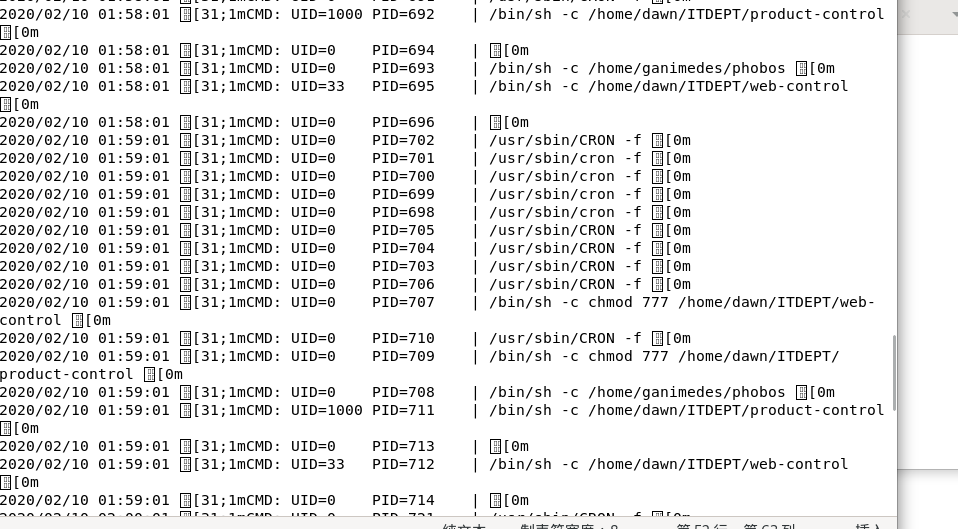 2020/02/10 01:58:01 [31;1mCMD: UID=1000 PID=692    | /bin/sh -c /home/dawn/ITDEPT/product-control
[0m
2020/02/10 01:58:01 [31;1mCMD: UID=0    PID=694    | [0m
2020/02/10 01:58:01 [31;1mCMD: UID=0    PID=693    | /bin/sh -c /home/ganimedes/phobos [0m
2020/02/10 01:58:01 [31;1mCMD: UID=33   PID=695    | /bin/sh -c /home/dawn/ITDEPT/web-control
[0m
2020/02/10 01:58:01 [31;1mCMD: UID=0    PID=696    | [0m
2020/02/10 01:59:01 [31;1mCMD: UID=0    PID=702    | /usr/sbin/CRON -f [0m
2020/02/10 01:59:01 [31;1mCMD: UID=0    PID=701    | /usr/sbin/cron -f [0m
2020/02/10 01:59:01 [31;1mCMD: UID=0    PID=700    | /usr/sbin/cron -f [0m
2020/02/10 01:59:01 [31;1mCMD: UID=0    PID=699    | /usr/sbin/cron -f [0m
2020/02/10 01:59:01 [31;1mCMD: UID=0    PID=698    | /usr/sbin/cron -f [0m
2020/02/10 01:59:01 [31;1mCMD: UID=0    PID=705    | /usr/sbin/CRON -f [0m
2020/02/10 01:59:01 [31;1mCMD: UID=0    PID=704    | /usr/sbin/CRON -f [0m
2020/02/10 01:59:01 [31;1mCMD: UID=0    PID=703    | /usr/sbin/CRON -f [0m
2020/02/10 01:59:01 [31;1mCMD: UID=0    PID=706    | /usr/sbin/CRON -f [0m
2020/02/10 01:59:01 [31;1mCMD: UID=0    PID=707    | /bin/sh -c chmod 777 /home/dawn/ITDEPT/web-
control [0m
2020/02/10 01:59:01 [31;1mCMD: UID=0    PID=710    | /usr/sbin/CRON -f [0m
2020/02/10 01:59:01 [31;1mCMD: UID=0    PID=709    | /bin/sh -c chmod 777 /home/dawn/ITDEPT/
product-control [0m
2020/02/10 01:59:01 [31;1mCMD: UID=0    PID=708    | /bin/sh -c /home/ganimedes/phobos [0m
2020/02/10 01:59:01 [31;1mCMD: UID=1000 PID=711    | /bin/sh -c /home/dawn/ITDEPT/product-control
[0m
2020/02/10 01:59:01 [31;1mCMD: UID=0    PID=713    | [0m
2020/02/10 01:59:01 [31;1mCMD: UID=33   PID=712    | /bin/sh -c /home/dawn/ITDEPT/web-control
[0m
2020/02/10 01:59:01 [31;1mCMD: UID=0    PID=714    | [0m